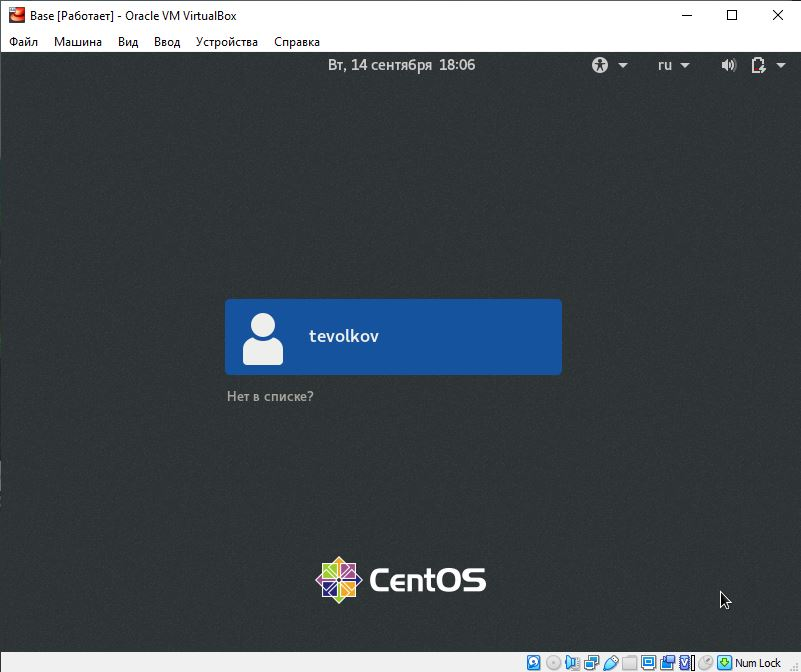 Base [Работает] - Oracle VM VirtualBox
Файл Машина Вид Ввод Устройства Справка
Вт, 14 сентября 18:06 ru
tevolkov
Нет в списке?
CentOS
Num Lock